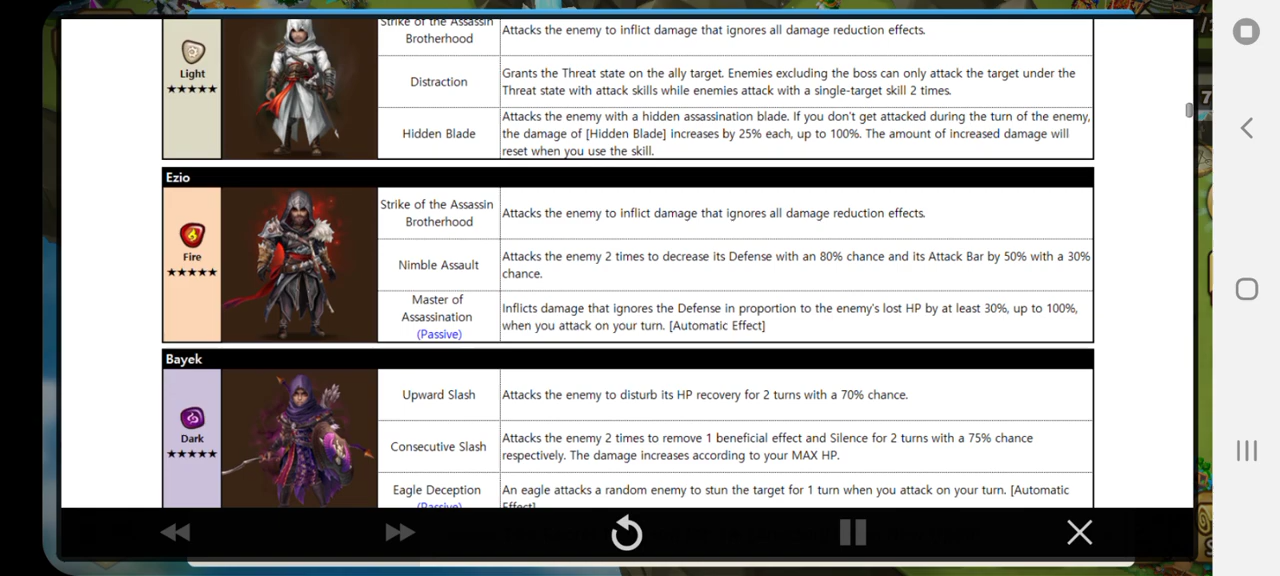 Strike of the Assassin
Brotherhood
Attacks the enemy to inflict damage that ignores all damage reduction effects.
Light
★★★★★
Distraction
Grants the Threat state on the ally target. Enemies excluding the boss can only attack the target under the
Threat state with attack skills while enemies attack with a single-target skill 2 times.
Hidden Blade
Attacks the enemy with a hidden assassination blade. If you don't get attacked during the turn of the enemy,
the damage of [Hidden Blade] increases by 25% each, up to 100%. The amount of increased damage will
reset when you use the skill.
Ezio
Fire
★★★★★
Strike of the Assassin
Brotherhood
Attacks the enemy to inflict damage that ignores all damage reduction effects.
Nimble Assault
Attacks the enemy 2 times to decrease its Defense with an 80% chance and its Attack Bar by 50% with a 30%
chance.
Master of
Assassination
(Passive)
Inflicts damage that ignores the Defense in proportion to the enemy's lost HP by at least 30%, up to 100%,
when you attack on your turn. [Automatic Effect]
Bayek
Dark
★★★★★
Upward Slash
Attacks the enemy to disturb its HP recovery for 2 turns with a 70% chance.
Consecutive Slash
Attacks the enemy 2 times to remove 1 beneficial effect and Silence for 2 turns with a 75% chance
respectively. The damage increases according to your MAX HP.
Eagle Deception
(Passive)
An eagle attacks a random enemy to stun the target for 1 turn when you attack on your turn. [Automatic
Effect]